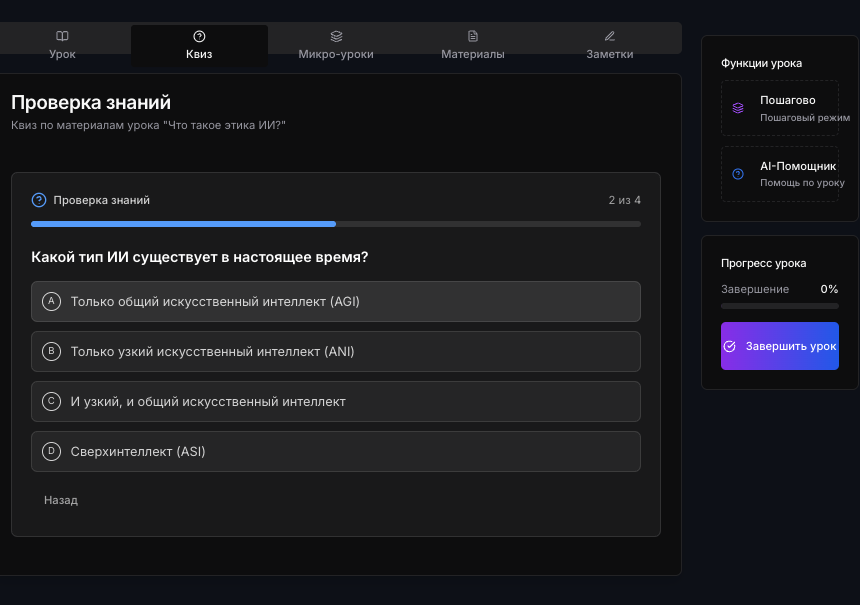 Урок
Квиз
Микро-уроки
Материалы
Заметки
Проверка знаний
Квиз по материалам урока "Что такое этика ИИ?"
Проверка знаний
2 из 4
Какой тип ИИ существует в настоящее время?
A Только общий искусственный интеллект (AGI)
B Только узкий искусственный интеллект (ANI)
C И узкий, и общий искусственный интеллект
D Сверхинтеллект (ASI)
Назад
Функции урока
Пошагово
Пошаговый режим
AI-Помощник
Помощь по уроку
Прогресс урока
Завершение 0%
Завершить урок